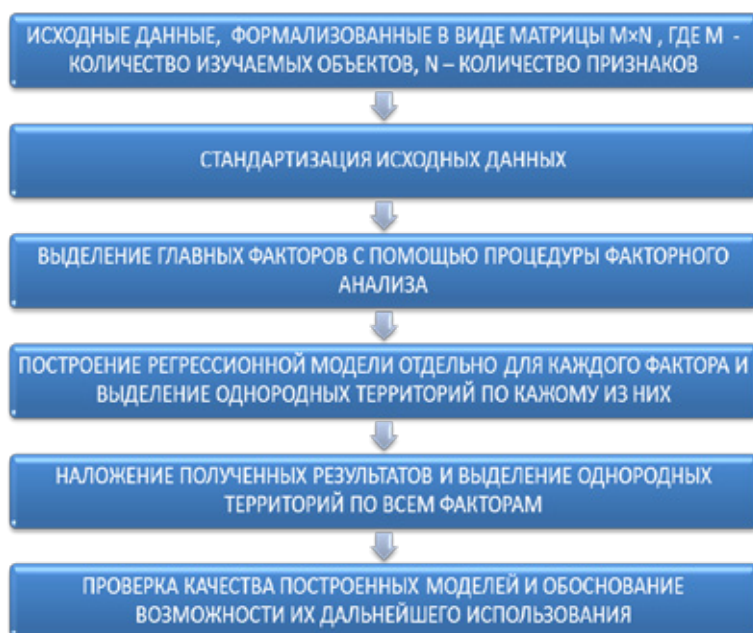 ИСХОДНЫЕ ДАННЫЕ, ФОРМАЛИЗОВАННЫЕ В ВИДЕ МАТРИЦЫ M×N , ГДЕ M -
КОЛИЧЕСТВО ИЗУЧАЕМЫХ ОБЪЕКТОВ, N – КОЛИЧЕСТВО ПРИЗНАКОВ
СТАНДАРТИЗАЦИЯ ИСХОДНЫХ ДАННЫХ
ВЫДЕЛЕНИЕ ГЛАВНЫХ ФАКТОРОВ С ПОМОЩЬЮ ПРОЦЕДУРЫ ФАКТОРНОГО
АНАЛИЗА
ПОСТРОЕНИЕ РЕГРЕССИОННОЙ МОДЕЛИ ОТДЕЛЬНО ДЛЯ КАЖДОГО ФАКТОРА И
ВЫДЕЛЕНИЕ ОДНОРОДНЫХ ТЕРРИТОРИЙ ПО КАЖОМУ ИЗ НИХ
НАЛОЖЕНИЕ ПОЛУЧЕННЫХ РЕЗУЛЬТАТОВ И ВЫДЕЛЕНИЕ ОДНОРОДНЫХ
ТЕРРИТОРИЙ ПО ВСЕМ ФАКТОРАМ
ПРОВЕРКА КАЧЕСТВА ПОСТРОЕННЫХ МОДЕЛЕЙ И ОБОСНОВАНИЕ
ВОЗМОЖНОСТИ ИХ ДАЛЬНЕЙШЕГО ИСПОЛЬЗОВАНИЯ